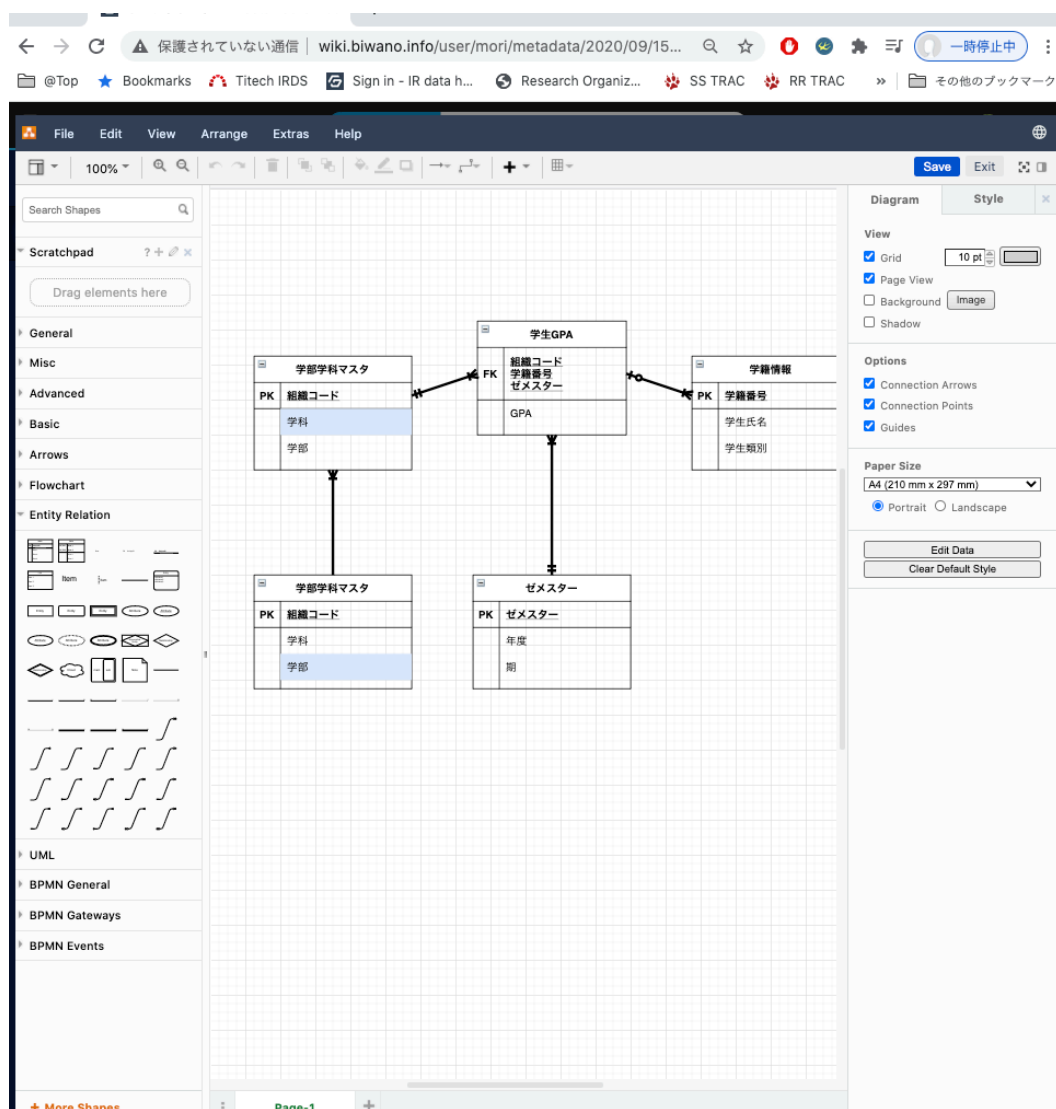 保護されていない通信 | wiki.biwano.info/user/mori/metadata/2020/09/15... 一時停止中
@Top Bookmarks Titech IRDS Sign in - IR data h... Research Organiz... SS TRAC RR TRAC » その他のブックマーク
File Edit View Arrange Extras Help
100% Save Exit
Search Shapes
Scratchpad ?
Drag elements here
General
Misc
Advanced
Basic
Arrows
Flowchart
Entity Relation
Item
UML
BPMN General
BPMN Gateways
BPMN Events
+ More Shapes
学部学科マスタ
PK 組織コード
学科
学部
学生GPA
組織コード
FK 学籍番号
ゼメスター
GPA
学籍情報
PK 学籍番号
学生氏名
学生類別
学部学科マスタ
PK 組織コード
学科
学部
ゼメスター
PK ゼメスター
年度
期
Page-1
Diagram Style
View
Grid 10 pt
Page View
Background Image
Shadow
Options
Connection Arrows
Connection Points
Guides
Paper Size
A4 (210 mm x 297 mm)
Portrait Landscape
Edit Data
Clear Default Style